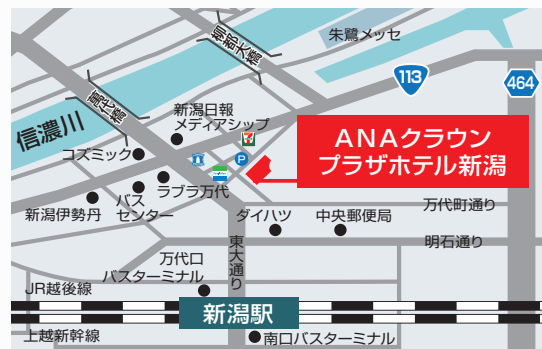 朱鷺メッセ
柳都大橋
113
464
萬代橋
新潟日報
メディアシップ
信濃川
コズミック
7
P
ANAクラウン
プラザホテル新潟
新潟伊勢丹
バス
センター
ラブラ万代
ダイハツ
中央郵便局
万代町通り
東大通り
明石通り
万代口
バスターミナル
JR越後線
新潟駅
上越新幹線
南口バスターミナル